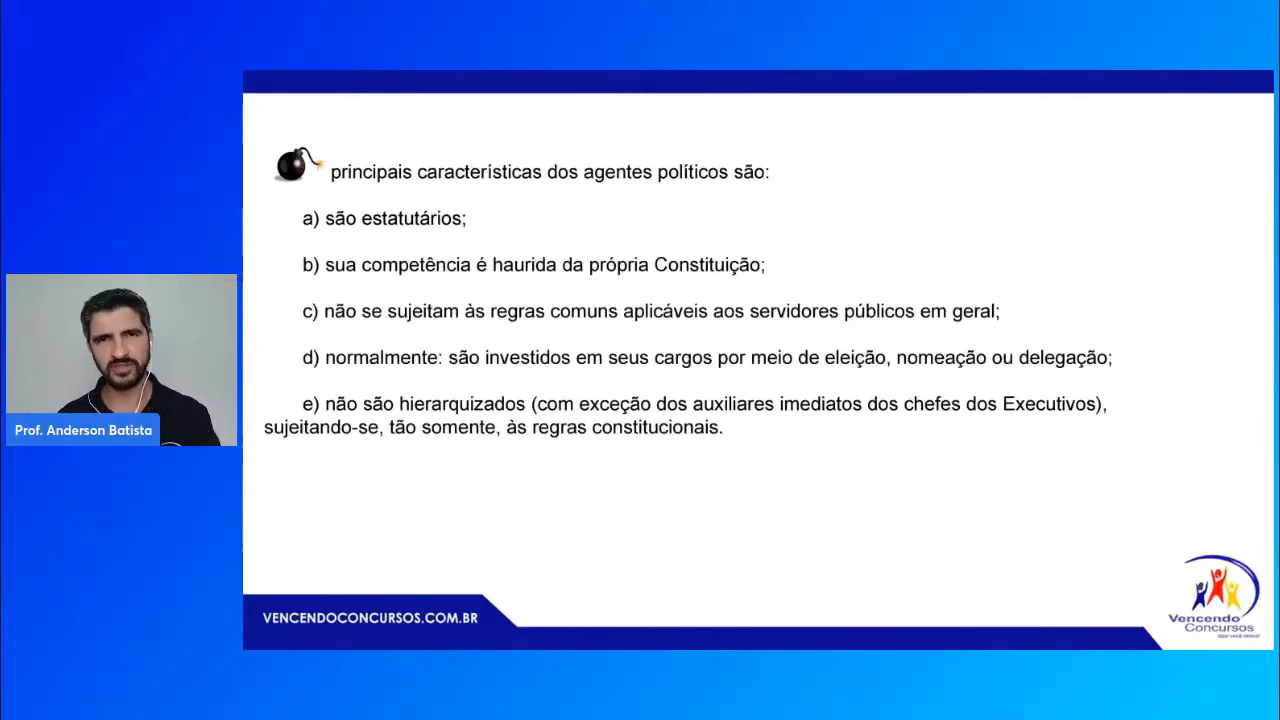 principais características dos agentes políticos são:
a) são estatutários;
b) sua competência é haurida da própria Constituição;
c) não se sujeitam às regras comuns aplicáveis aos servidores públicos em geral;
d) normalmente: são investidos em seus cargos por meio de eleição, nomeação ou delegação;
e) não são hierarquizados (com exceção dos auxiliares imediatos dos chefes dos Executivos),
sujeitando-se, tão somente, às regras constitucionais.
Prof. Anderson Batista
VENCENDOCONCURSOS.COM.BR
Vencendo
Concursos
aqui você vence!